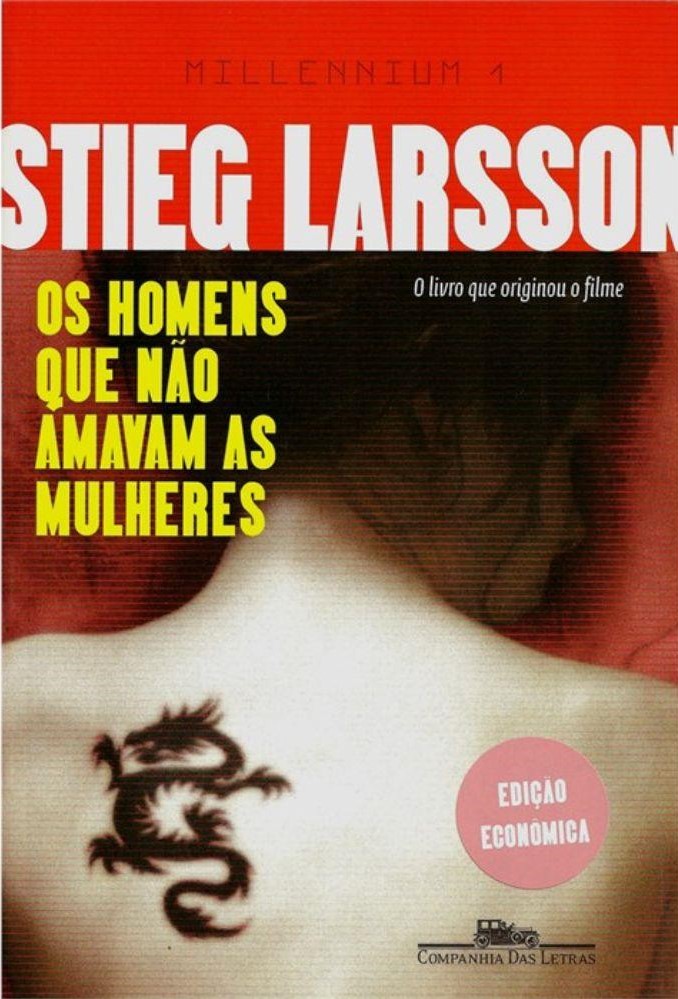 MILLENNIUM 1
STIEG LARSSON
O livro que originou o filme
OS HOMENS
QUE NÃO
AMAVAM AS
MULHERES
EDIÇÃO
ECONÔMICA
COMPANHIA DAS LETRAS